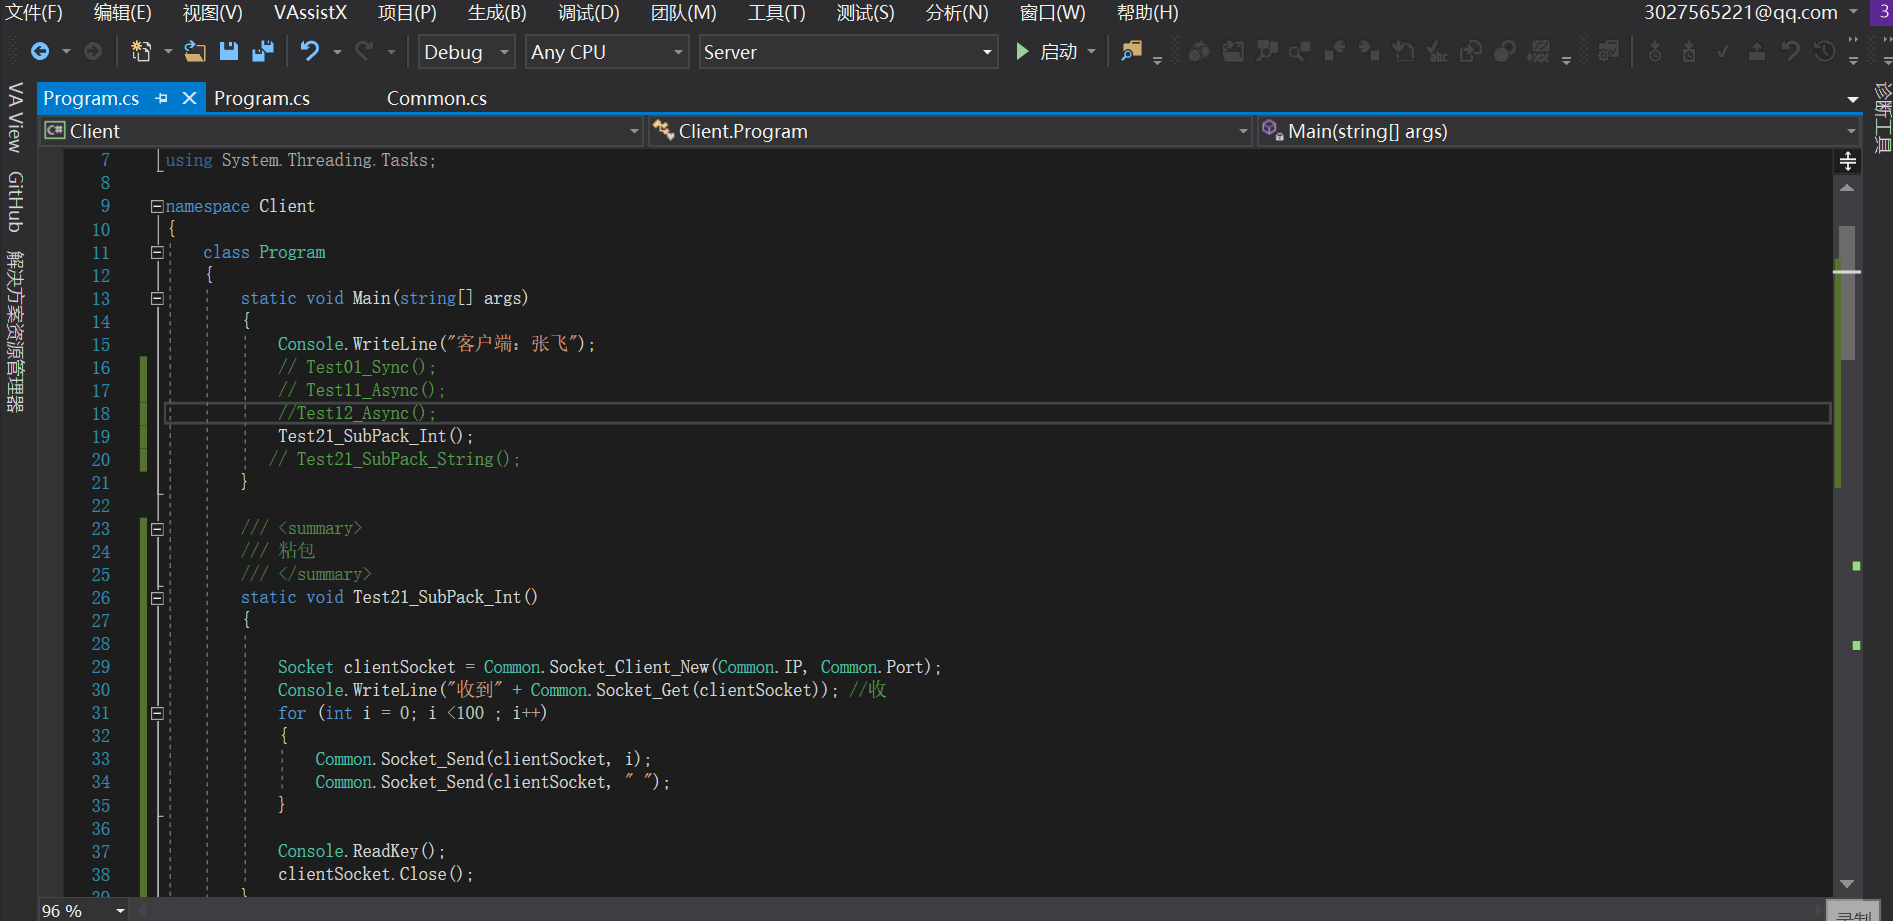 文件(F) 编辑(E) 视图(V) VAssistX 项目(P) 生成(B) 调试(D) 团队(M) 工具(T) 测试(S) 分析(N) 窗口(W) 帮助(H) 3027565221@qq.com 3
Debug Any CPU Server 启动
VA View
GitHub
解决方案资源管理器
Program.cs Program.cs Common.cs
诊断工具
Client Client.Program Main(string[] args)
7 using System.Threading.Tasks;
8
9 namespace Client
10 {
11 class Program
12 {
13 static void Main(string[] args)
14 {
15 Console.WriteLine("客户端：张飞");
16 // Test01_Sync();
17 // Test11_Async();
18 //Test12_Async();
19 Test21_SubPack_Int();
20 // Test21_SubPack_String();
21 }
22
23 /// <summary>
24 /// 粘包
25 /// </summary>
26 static void Test21_SubPack_Int()
27 {
28
29 Socket clientSocket = Common.Socket_Client_New(Common.IP, Common.Port);
30 Console.WriteLine("收到" + Common.Socket_Get(clientSocket)); //收
31 for (int i = 0; i <100 ; i++)
32 {
33 Common.Socket_Send(clientSocket, i);
34 Common.Socket_Send(clientSocket, " ");
35 }
36
37 Console.ReadKey();
38 clientSocket.Close();
39 }
96 %
录制